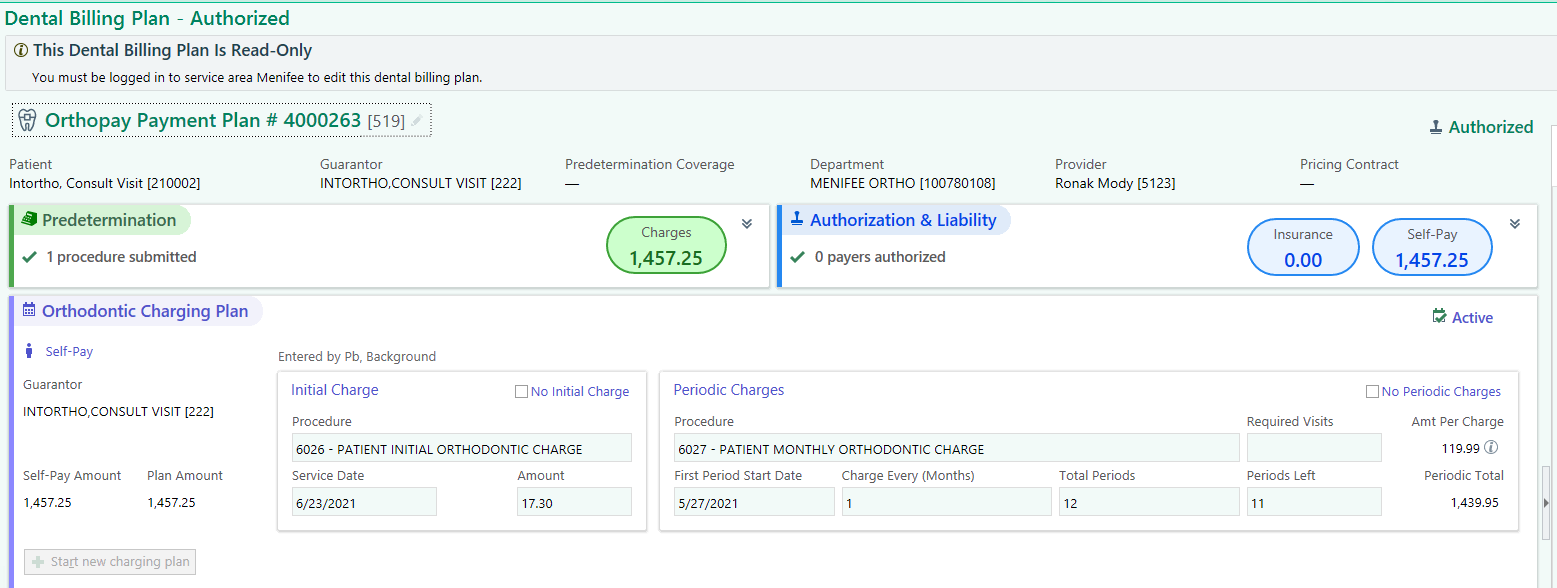 Dental Billing Plan - Authorized
This Dental Billing Plan Is Read-Only
You must be logged in to service area Menifee to edit this dental billing plan.
Orthopay Payment Plan # 4000263 [519]
Authorized
Patient Guarantor Predetermination Coverage Department Provider Pricing Contract
Intortho, Consult Visit [210002] INTORTHO,CONSULT VISIT [222] — MENIFEE ORTHO [100780108] Ronak Mody [5123] —
Predetermination
Charges
1,457.25
1 procedure submitted
Authorization & Liability
Insurance
0.00
Self-Pay
1,457.25
0 payers authorized
Orthodontic Charging Plan
Active
Self-Pay
Entered by Pb, Background
Guarantor
INTORTHO,CONSULT VISIT [222]
Self-Pay Amount Plan Amount
1,457.25 1,457.25
Initial Charge No Initial Charge
Procedure
6026 - PATIENT INITIAL ORTHODONTIC CHARGE
Service Date Amount
6/23/2021 17.30
Periodic Charges No Periodic Charges
Procedure Required Visits Amt Per Charge
6027 - PATIENT MONTHLY ORTHODONTIC CHARGE 119.99
First Period Start Date Charge Every (Months) Total Periods Periods Left Periodic Total
5/27/2021 1 12 11 1,439.95
Start new charging plan